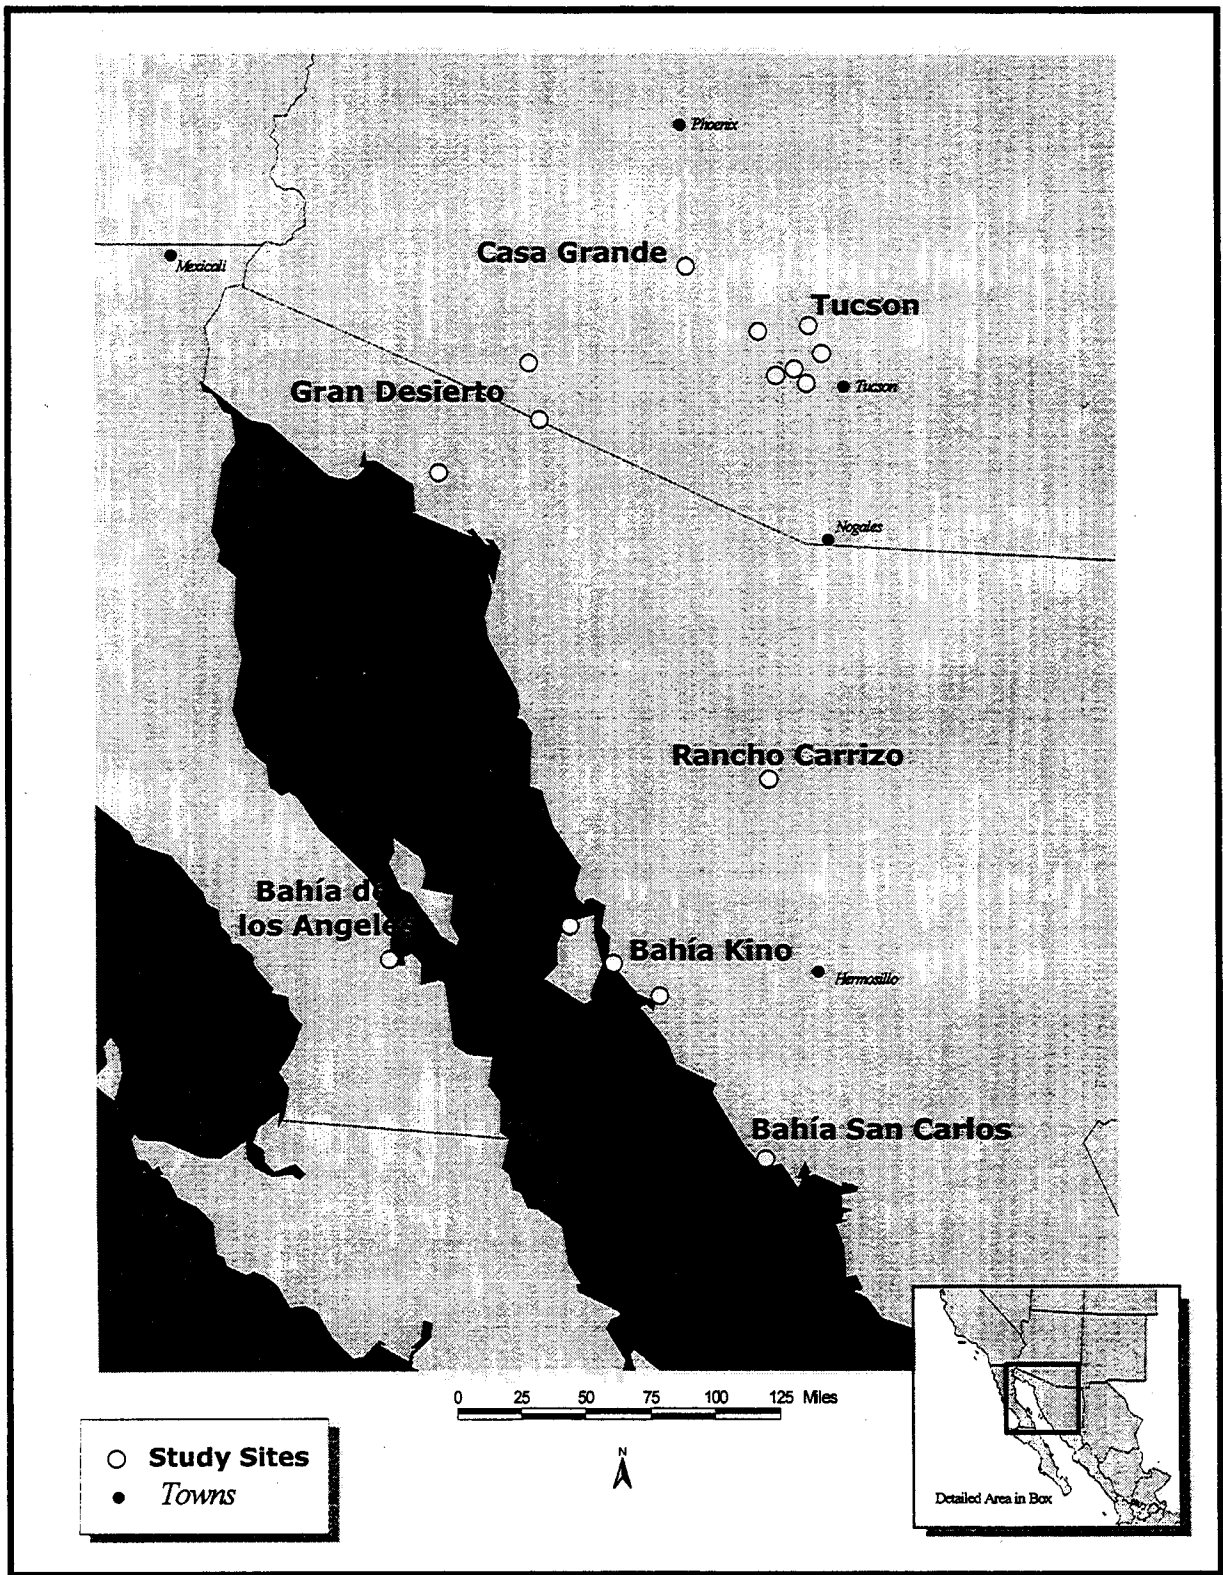 Phoenix
Casa Grande
Mexicali
Tucson
Gran Desierto
Tucson
Nogales
Rancho Carrizo
Bahía de
los Angeles
Bahía Kino
Hermosillo
Bahía San Carlos
0 25 50 75 100 125 Miles
N
Study Sites
Towns
Detailed Area in Box